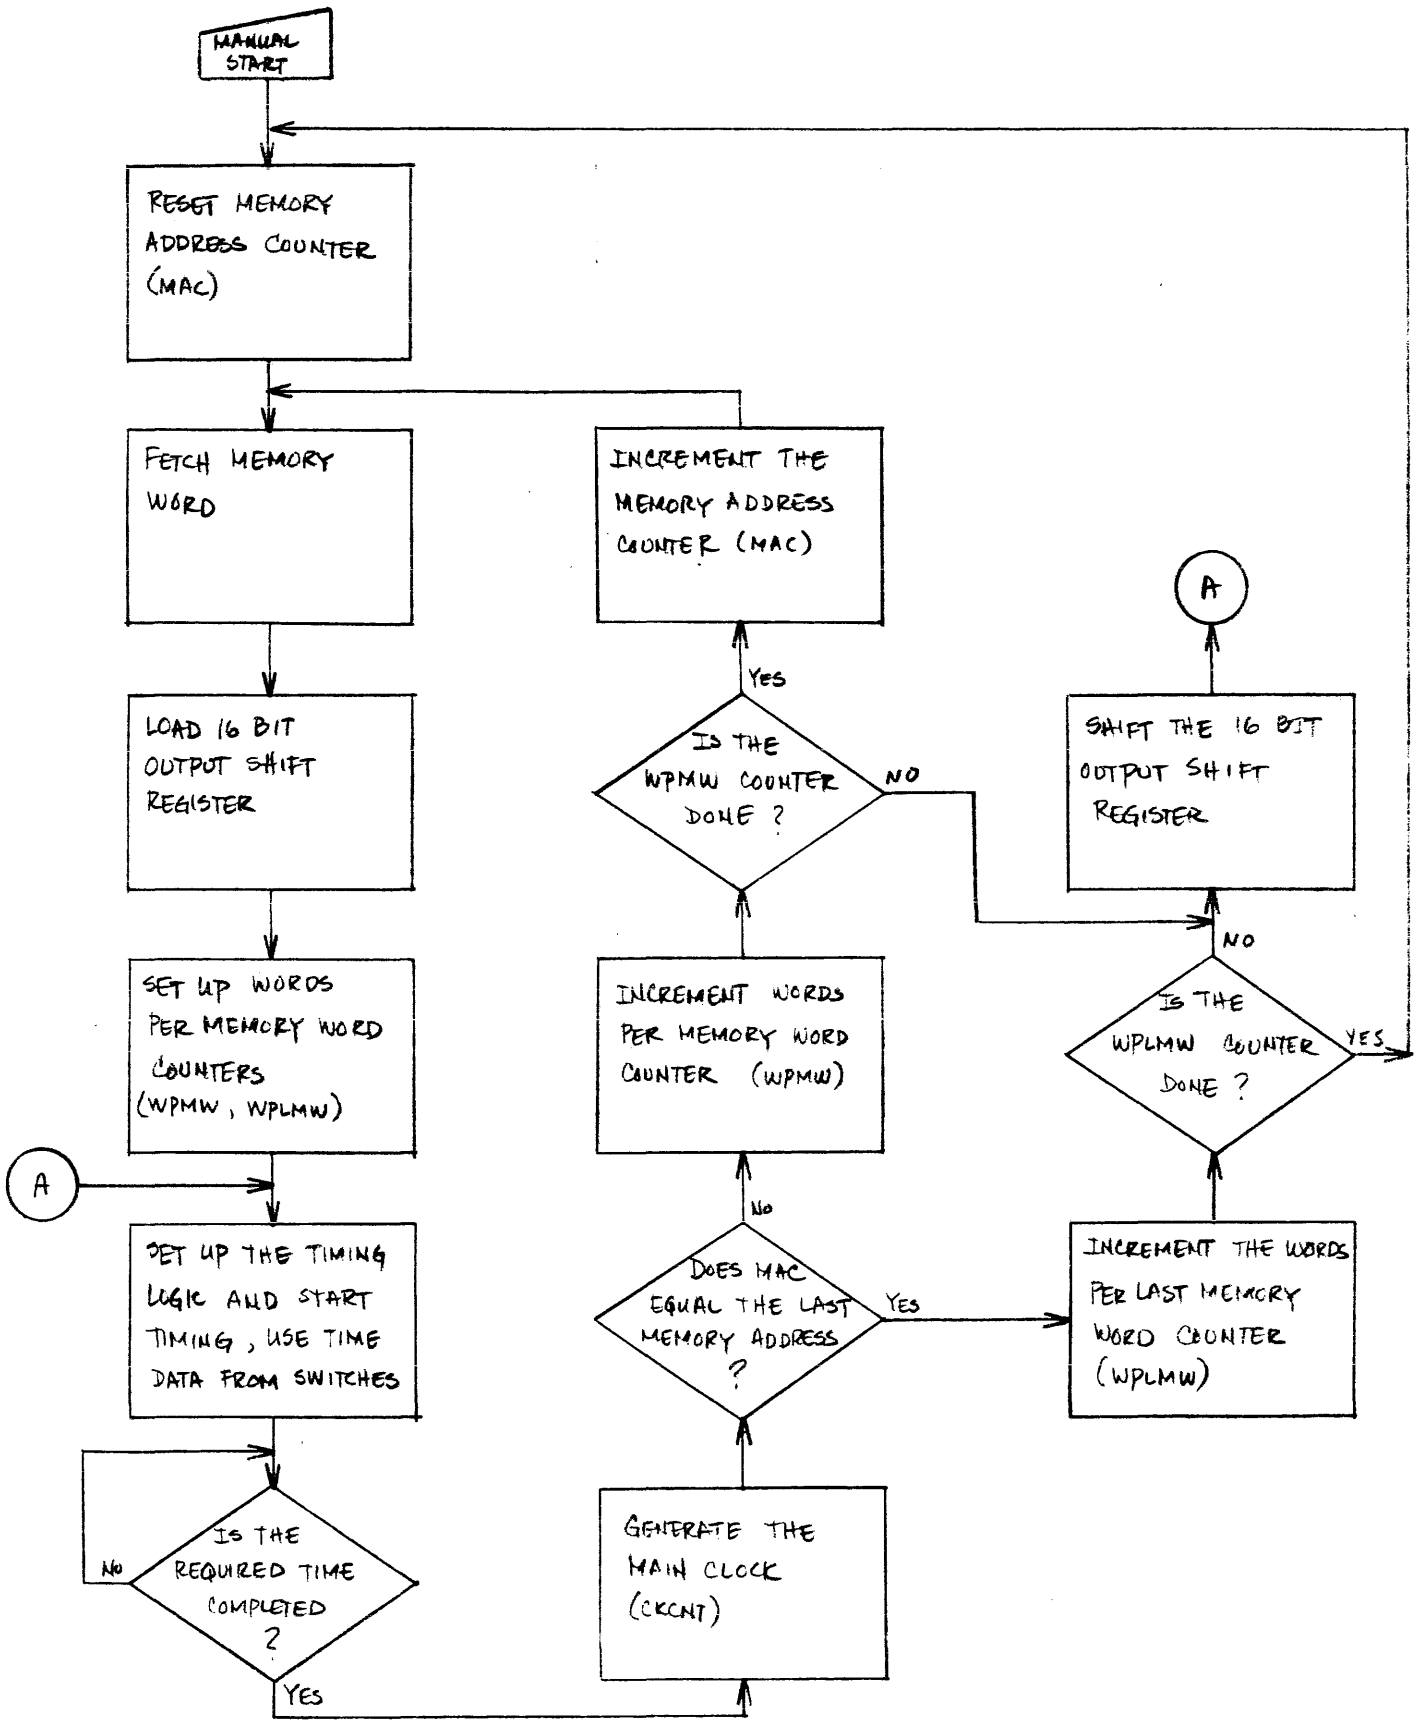 MANUAL
START
RESET MEMORY
ADDRESS COUNTER
(MAC)
FETCH MEMORY
WORD
LOAD 16 BIT
OUTPUT SHIFT
REGISTER
SET UP WORDS
PER MEMORY WORD
COUNTERS
(WPMW, WPLMW)
A
SET UP THE TIMING
LOGIC AND START
TIMING, USE TIME
DATA FROM SWITCHES
IS THE
REQUIRED TIME
COMPLETED
?
NO
YES
GENERATE THE
MAIN CLOCK
(CKCNT)
DOES MAC
EQUAL THE LAST
MEMORY ADDRESS
?
NO
YES
INCREMENT WORDS
PER MEMORY WORD
COUNTER (WPMW)
IS THE
WPMW COUNTER
DONE ?
YES
NO
INCREMENT THE
MEMORY ADDRESS
COUNTER (MAC)
INCREMENT THE WORDS
PER LAST MEMORY
WORD COUNTER
(WPLMW)
IS THE
WPLMW COUNTER
DONE ?
YES
NO
SHIFT THE 16 BIT
OUTPUT SHIFT
REGISTER
A